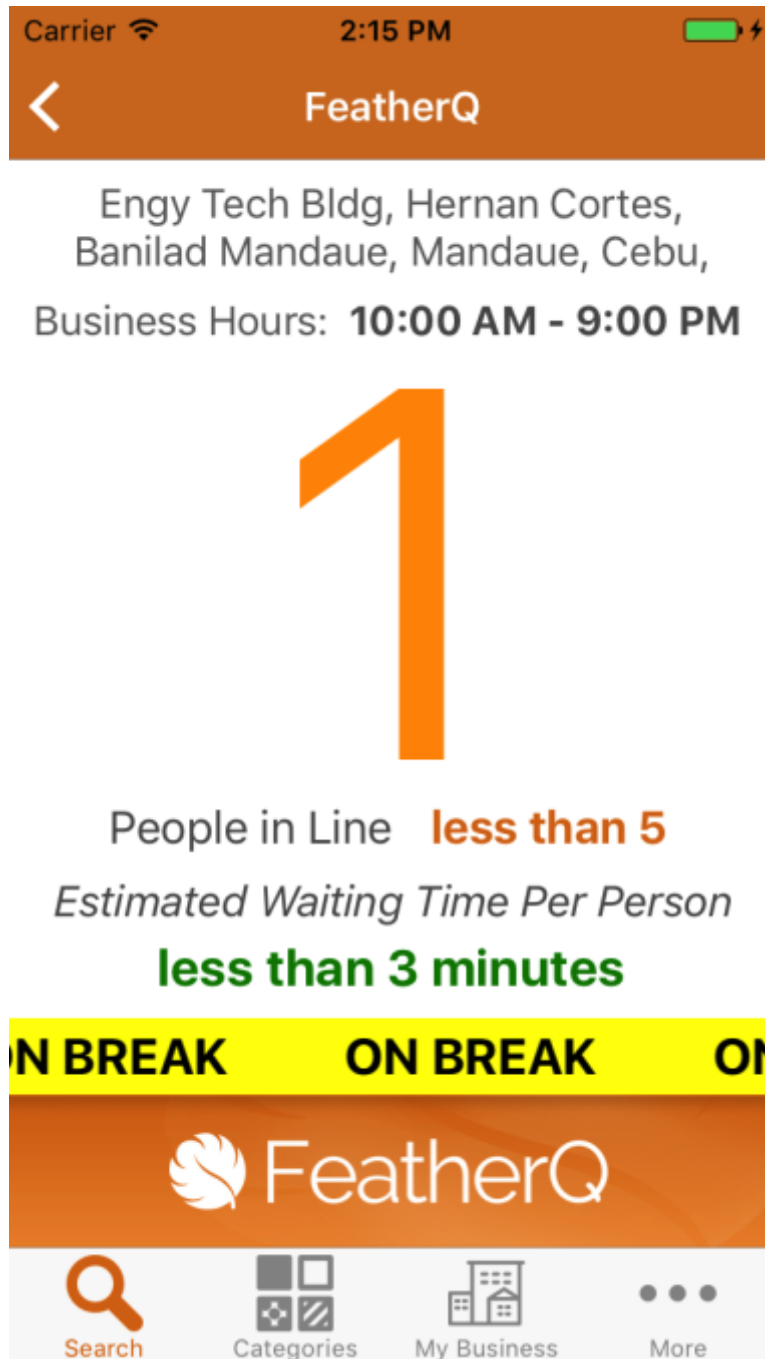 Carrier 2:15 PM
FeatherQ
Engy Tech Bldg, Hernan Cortes,
Banilad Mandaue, Mandaue, Cebu,
Business Hours: 10:00 AM - 9:00 PM
1
People in Line less than 5
Estimated Waiting Time Per Person
less than 3 minutes
N BREAK ON BREAK ON
FeatherQ
Search Categories My Business More